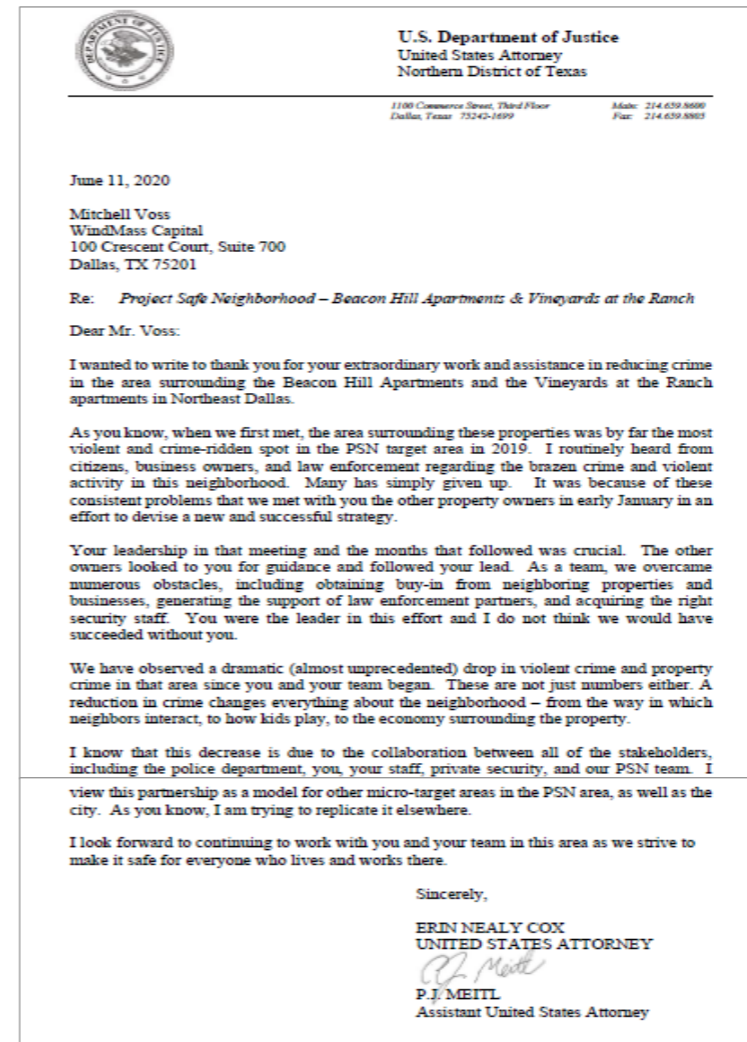 DEPARTMENT OF JUSTICE
U.S. Department of Justice
United States Attorney
Northern District of Texas
1100 Commerce Street, Third Floor Main: 214.659.8600
Dallas, Texas 75242-1699 Fax: 214.659.8805
June 11, 2020
Mitchell Voss
WindMass Capital
100 Crescent Court, Suite 700
Dallas, TX 75201
Re: Project Safe Neighborhood – Beacon Hill Apartments & Vineyards at the Ranch
Dear Mr. Voss:
I wanted to write to thank you for your extraordinary work and assistance in reducing crime
in the area surrounding the Beacon Hill Apartments and the Vineyards at the Ranch
apartments in Northeast Dallas.
As you know, when we first met, the area surrounding these properties was by far the most
violent and crime-ridden spot in the PSN target area in 2019. I routinely heard from
citizens, business owners, and law enforcement regarding the brazen crime and violent
activity in this neighborhood. Many has simply given up. It was because of these
consistent problems that we met with you the other property owners in early January in an
effort to devise a new and successful strategy.
Your leadership in that meeting and the months that followed was crucial. The other
owners looked to you for guidance and followed your lead. As a team, we overcame
numerous obstacles, including obtaining buy-in from neighboring properties and
businesses, generating the support of law enforcement partners, and acquiring the right
security staff. You were the leader in this effort and I do not think we would have
succeeded without you.
We have observed a dramatic (almost unprecedented) drop in violent crime and property
crime in that area since you and your team began. These are not just numbers either. A
reduction in crime changes everything about the neighborhood – from the way in which
neighbors interact, to how kids play, to the economy surrounding the property.
I know that this decrease is due to the collaboration between all of the stakeholders,
including the police department, you, your staff, private security, and our PSN team. I
view this partnership as a model for other micro-target areas in the PSN area, as well as the
city. As you know, I am trying to replicate it elsewhere.
I look forward to continuing to work with you and your team in this area as we strive to
make it safe for everyone who lives and works there.
Sincerely,
ERIN NEALY COX
UNITED STATES ATTORNEY
PJ Meitl
P.J. MEITL
Assistant United States Attorney